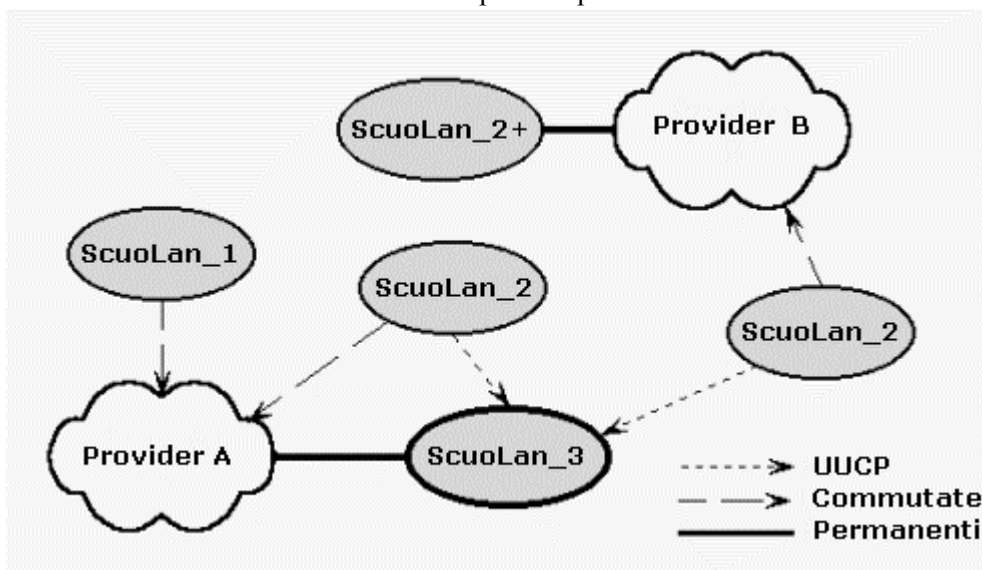 ScuoLan_2+
Provider B
ScuoLan_1
ScuoLan_2
ScuoLan_2
Provider A
ScuoLan_3
UUCP
Commutate
Permanenti